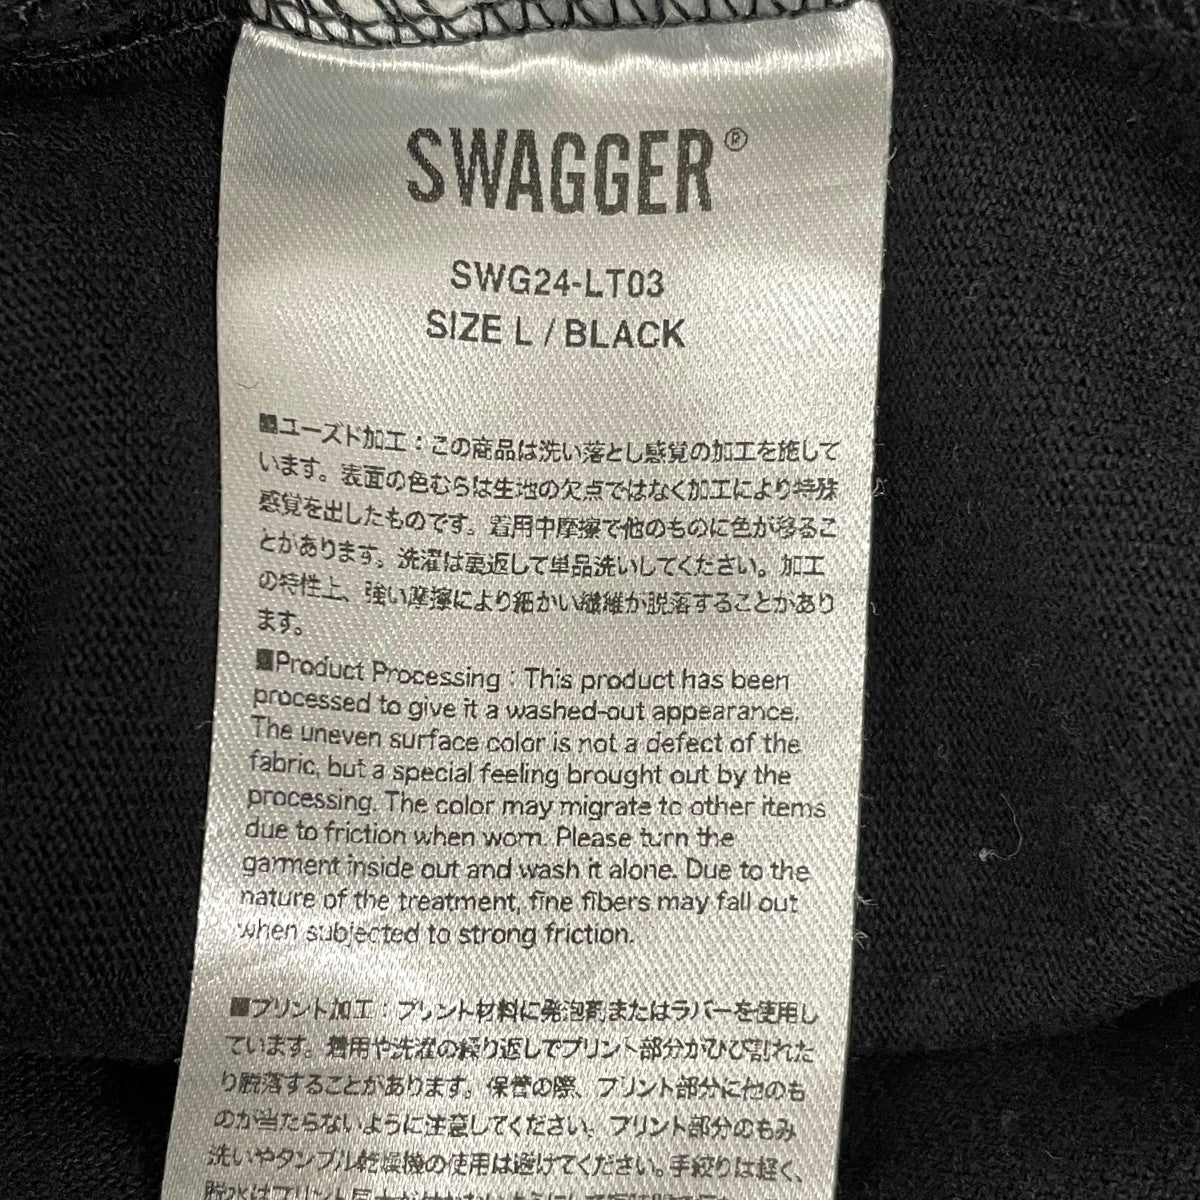 SWAGGER®
SWG24-LT03
SIZE L / BLACK
■ユーズド加工：この商品は洗い落とし感覚の加工を施して
います。表面の色むらは生地の欠点ではなく加工により特殊
感覚を出したものです。着用中摩擦で他のものに色が移るこ
とがあります。洗濯は裏返して単品洗いしてください。加工
の特性上、強い摩擦により細かい繊維が脱落することがあり
ます。
■Product Processing : This product has been
processed to give it a washed-out appearance.
The uneven surface color is not a defect of the
fabric, but a special feeling brought out by the
processing. The color may migrate to other items
due to friction when worn. Please turn the
garment inside out and wash it alone. Due to the
nature of the treatment, fine fibers may fall out
when subjected to strong friction.
■プリント加工：プリント材料に発泡剤またはラバーを使用し
ています。着用や洗濯の繰り返しでプリント部分がひび割れた
り脱落することがあります。保管の際、プリント部分に他のも
のが当たらないように注意してください。プリント部分のもみ
洗いやタンブル乾燥機の使用は避けてください。手絞りは軽く、
脱水はプリント